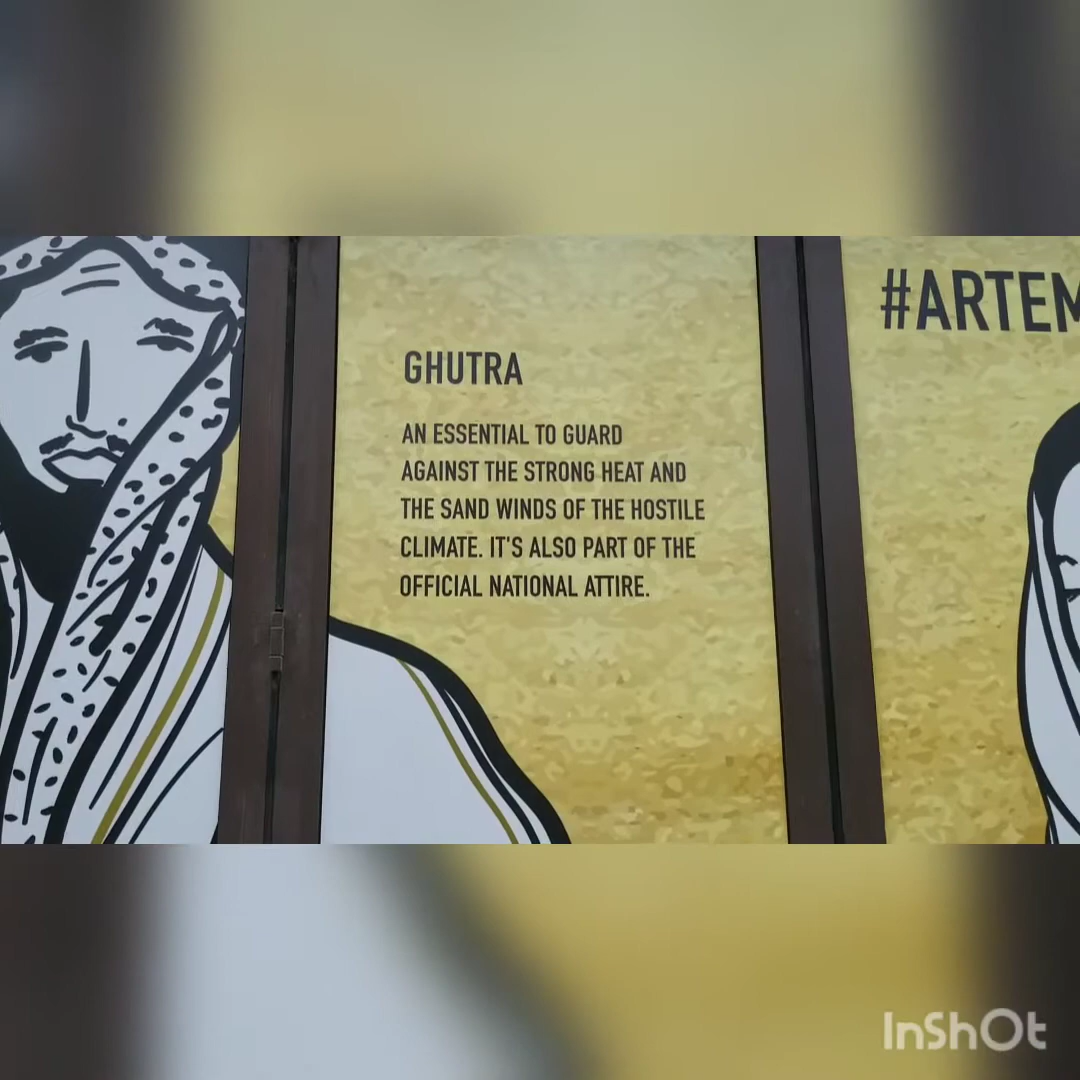 GHUTRA
AN ESSENTIAL TO GUARD
AGAINST THE STRONG HEAT AND
THE SAND WINDS OF THE HOSTILE
CLIMATE. IT'S ALSO PART OF THE
OFFICIAL NATIONAL ATTIRE.
#ARTEM
InShOt